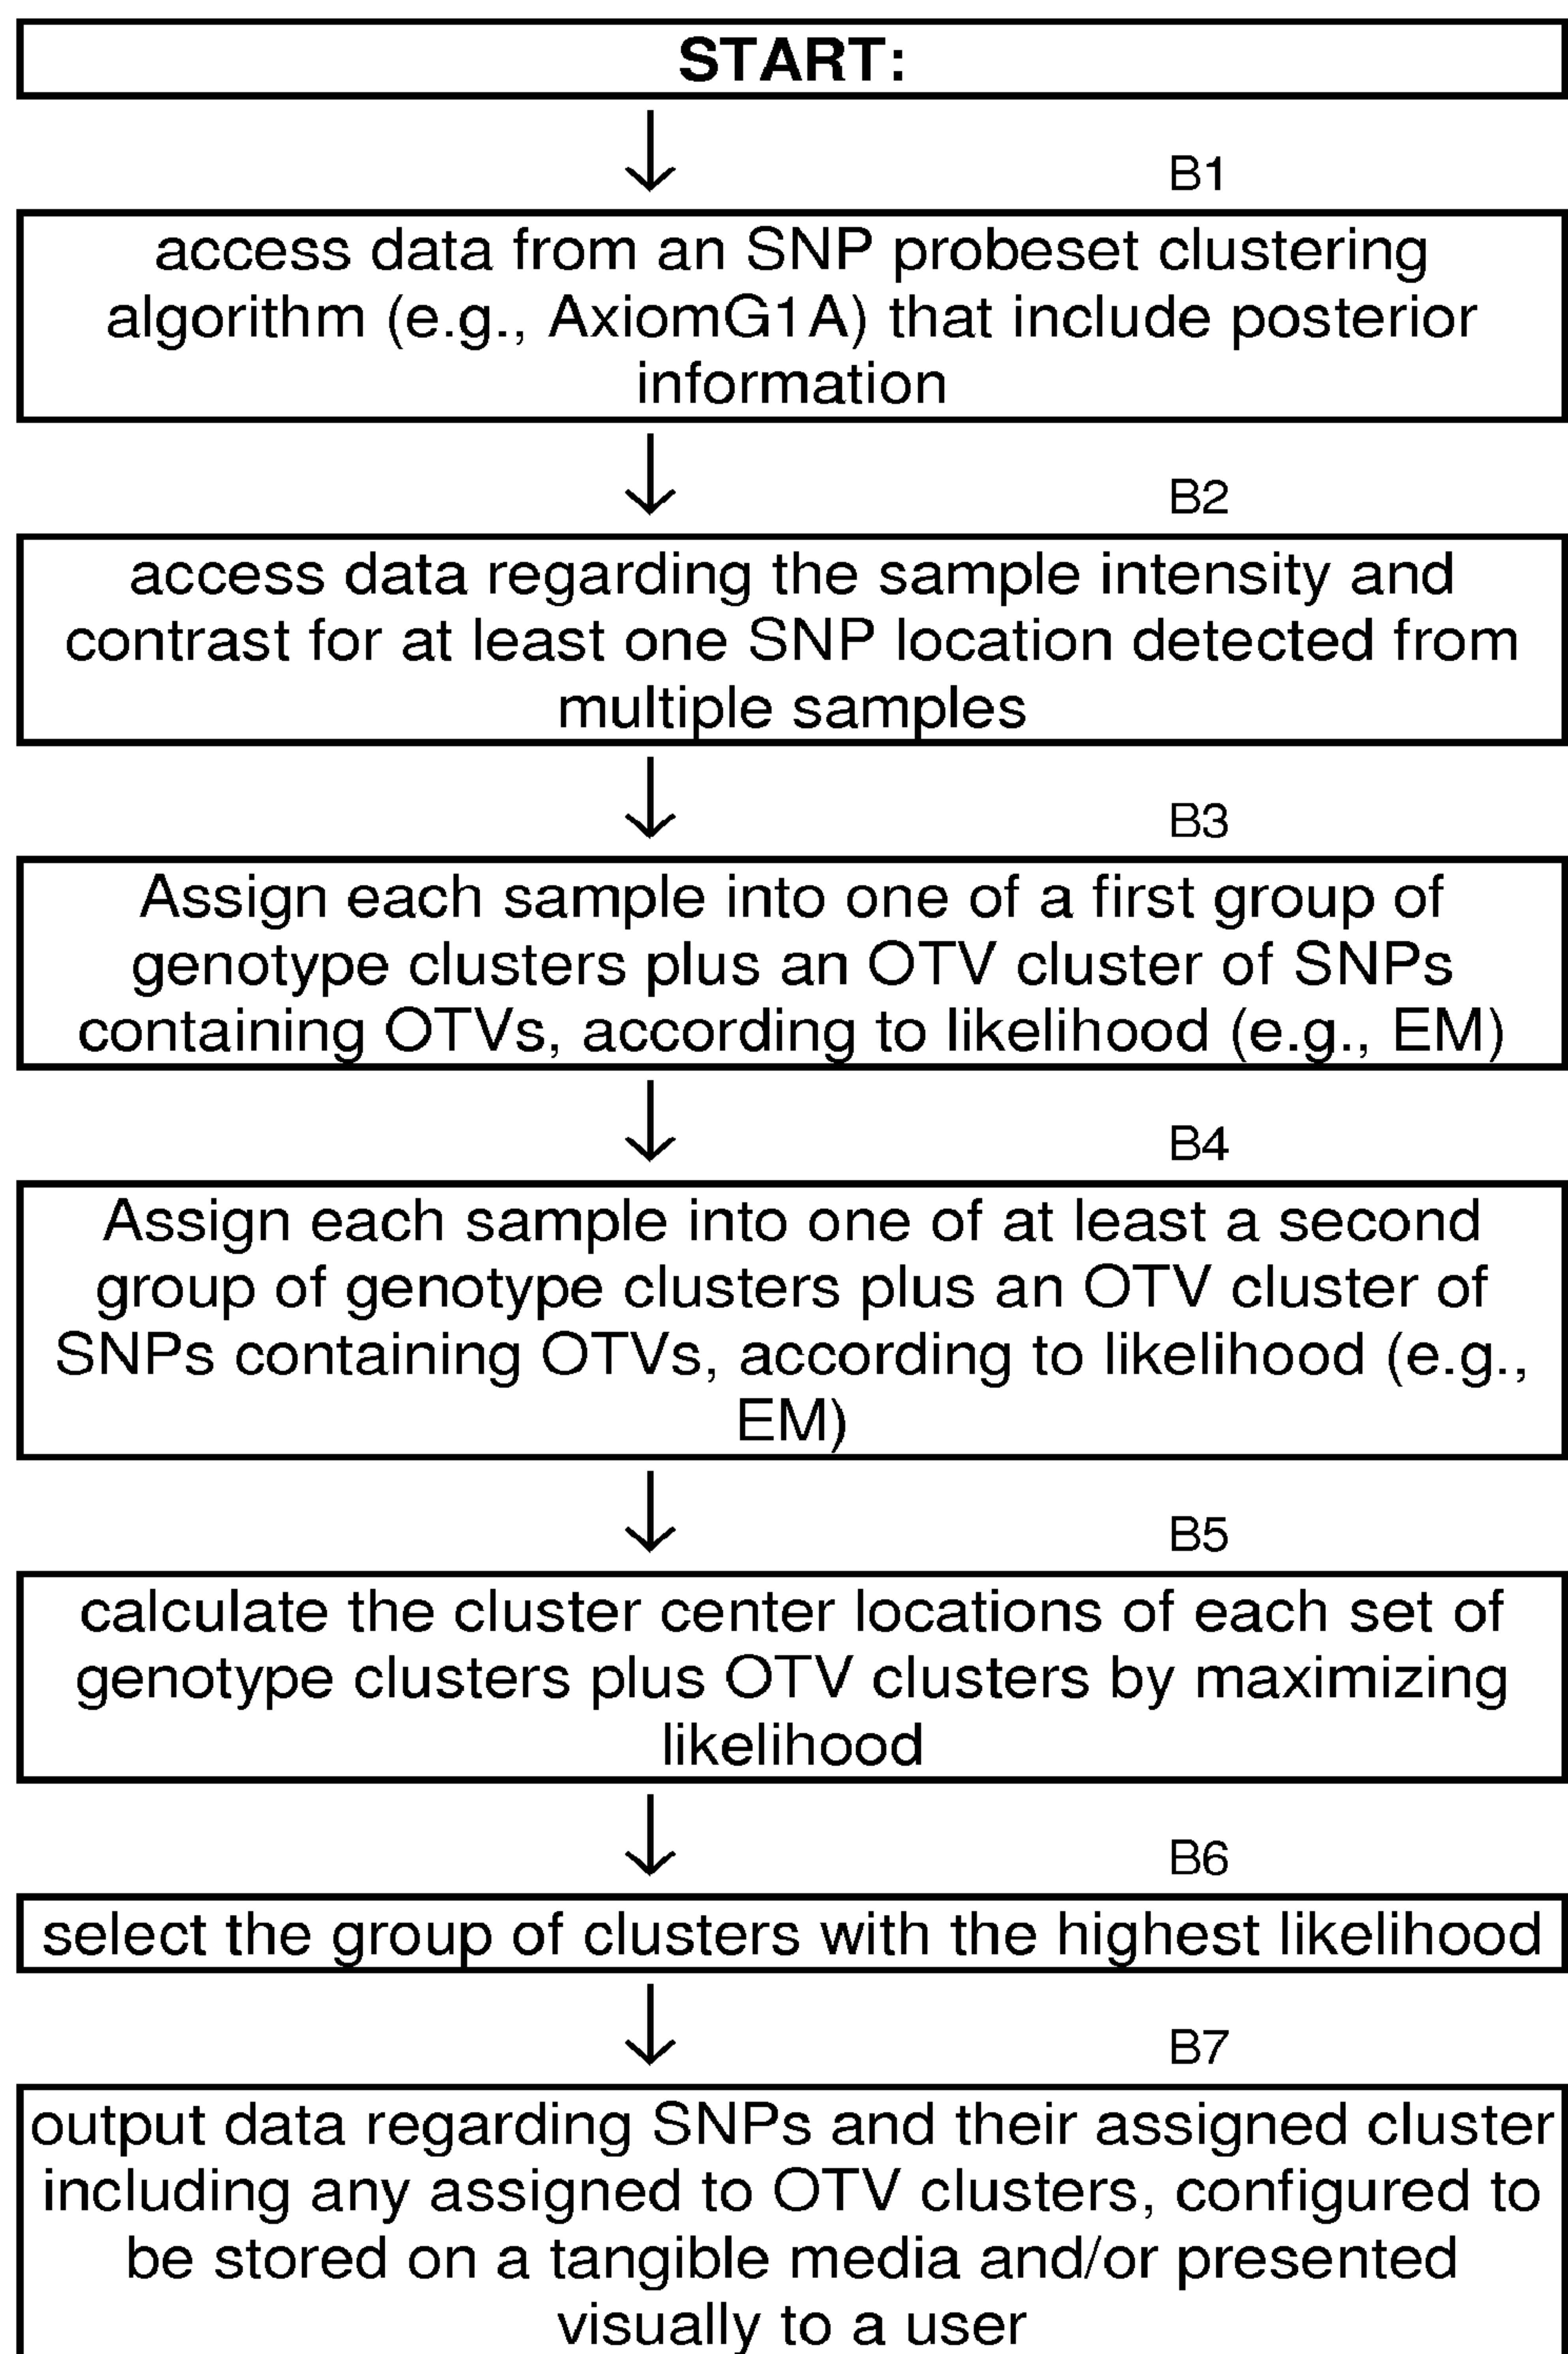 START:
B1
access data from an SNP probeset clustering
algorithm (e.g., AxiomG1A) that include posterior
information
B2
access data regarding the sample intensity and
contrast for at least one SNP location detected from
multiple samples
B3
Assign each sample into one of a first group of
genotype clusters plus an OTV cluster of SNPs
containing OTVs, according to likelihood (e.g., EM)
B4
Assign each sample into one of at least a second
group of genotype clusters plus an OTV cluster of
SNPs containing OTVs, according to likelihood (e.g.,
EM)
B5
calculate the cluster center locations of each set of
genotype clusters plus OTV clusters by maximizing
likelihood
B6
select the group of clusters with the highest likelihood
B7
output data regarding SNPs and their assigned cluster
including any assigned to OTV clusters, configured to
be stored on a tangible media and/or presented
visually to a user